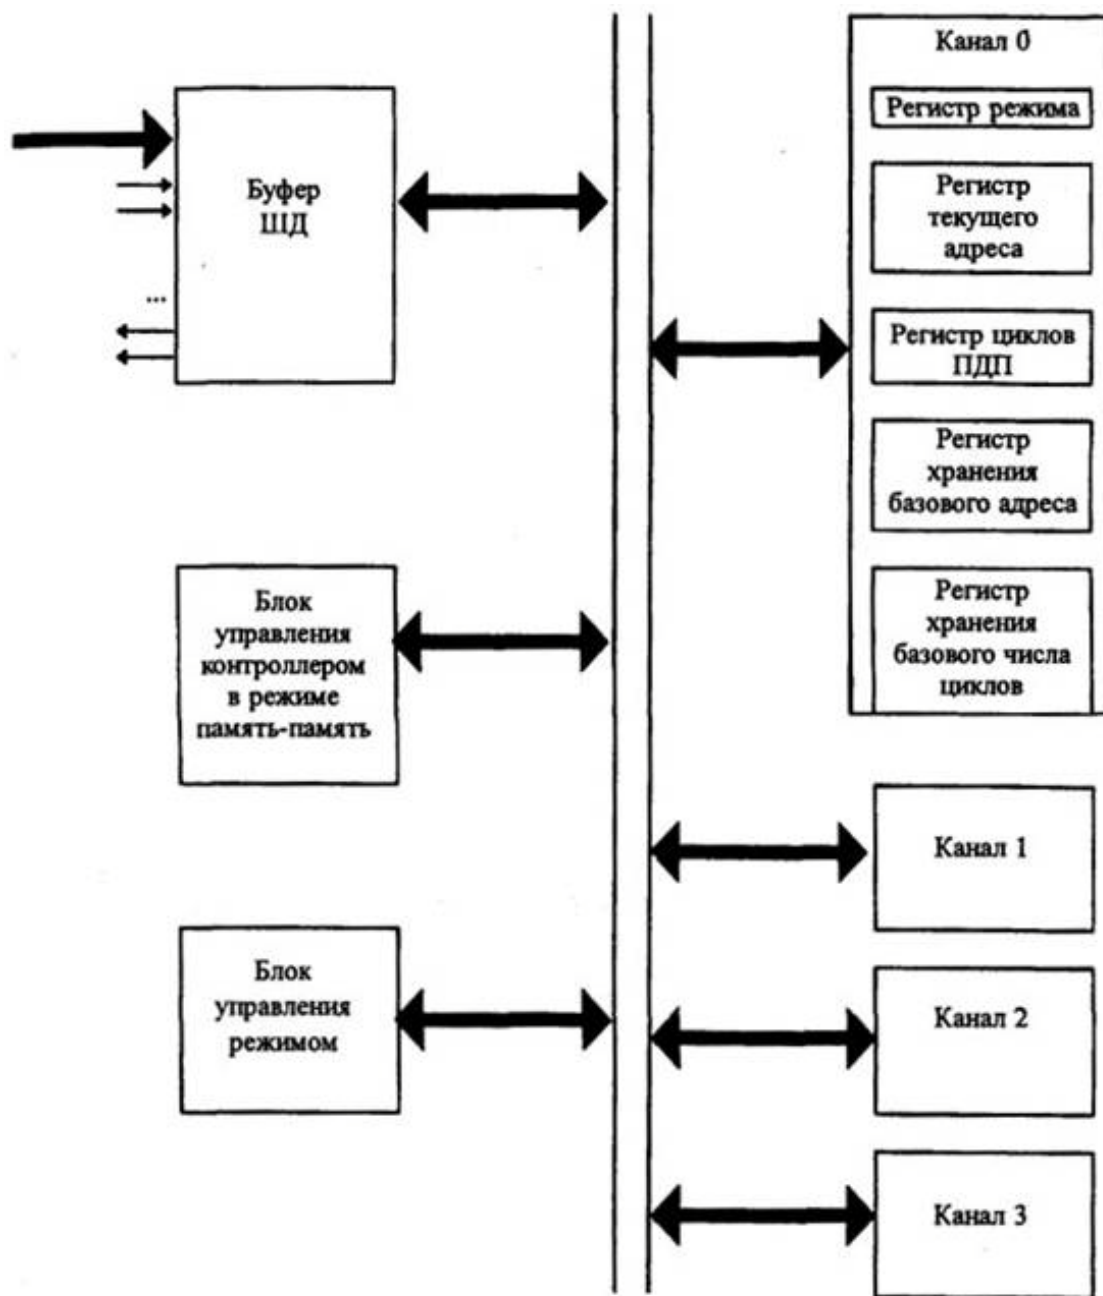 Буфер
ШД
...
Блок
управления
контроллером
в режиме
память-память
Блок
управления
режимом
Канал 0
Регистр режима
Регистр
текущего
адреса
Регистр циклов
ПДП
Регистр
хранения
базового адреса
Регистр
хранения
базового числа
циклов
Канал 1
Канал 2
Канал 3